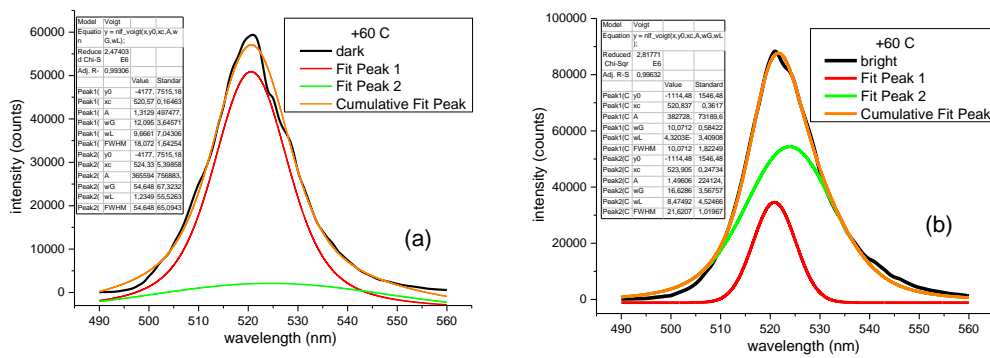 Model Voigt
Equatio n y = nlf_voigt(x,y0,xc,A,w G,wL);
Reduce d Chi-S 2,47403 E6
Adj. R- 0,99306
Value Standar
Peak1( y0 -4177, 7515,18
Peak1( xc 520,57 0,16463
Peak1( A 1,3129 497477,
Peak1( wG 12,095 3,64571
Peak1( wL 9,6661 7,04306
Peak1( FWHM 18,072 1,64254
Peak2( y0 -4177, 7515,18
Peak2( xc 524,33 5,39858
Peak2( A 365594 756883,
Peak2( wG 54,648 67,3232
Peak2( wL 1,2349 55,5263
Peak2( FWHM 54,648 65,0943
+60 C
dark
Fit Peak 1
Fit Peak 2
Cumulative Fit Peak
(a)
intensity (counts)
60000
50000
40000
30000
20000
10000
0
490 500 510 520 530 540 550 560
wavelength (nm)
Model Voigt
Equation y = nlf_voigt(x,y0,xc,A,wG,wL);
Reduced Chi-Sqr 2,81771 E6
Adj. R-S 0,99632
Value Standard
Peak1(C y0 -1114,48 1546,48
Peak1(C xc 520,837 0,3617
Peak1(C A 382728, 73189,6
Peak1(C wG 10,0712 0,58422
Peak1(C wL 4,3203E- 3,40908
Peak1(C FWHM 10,0712 1,82249
Peak2(C y0 -1114,48 1546,48
Peak2(C xc 523,905 0,24734
Peak2(C A 1,49606 224124,
Peak2(C wG 16,6286 3,56757
Peak2(C wL 8,47492 4,52466
Peak2(C FWHM 21,6207 1,01967
+60 C
bright
Fit Peak 1
Fit Peak 2
Cumulative Fit Peak
(b)
intensity (counts)
100000
80000
60000
40000
20000
0
490 500 510 520 530 540 550 560
wavelength (nm)